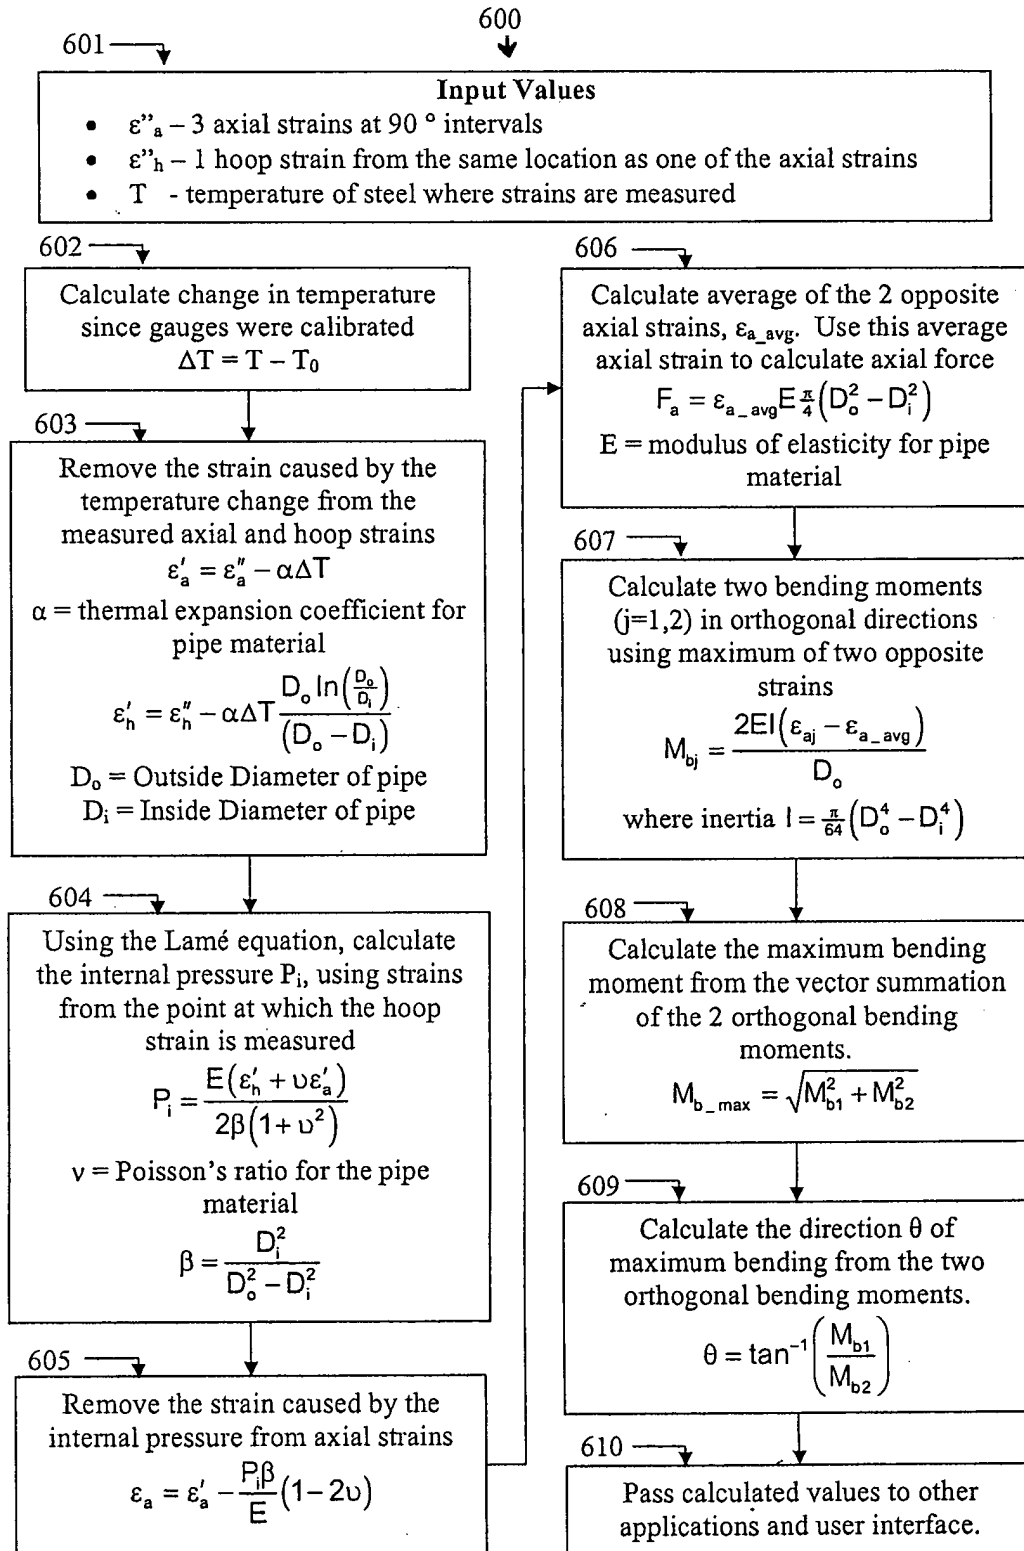 600
601
Input Values
• ε"ₐ – 3 axial strains at 90 ° intervals
• ε"ₕ – 1 hoop strain from the same location as one of the axial strains
• T - temperature of steel where strains are measured
602
Calculate change in temperature
since gauges were calibrated
ΔT = T – T₀
603
Remove the strain caused by the
temperature change from the
measured axial and hoop strains
ε′ₐ = ε″ₐ − αΔT
α = thermal expansion coefficient for
pipe material
ε′ₕ = ε″ₕ − αΔT Dₒ ln(Dₒ/Dᵢ) / (Dₒ − Dᵢ)
Dₒ = Outside Diameter of pipe
Dᵢ = Inside Diameter of pipe
604
Using the Lamé equation, calculate
the internal pressure Pᵢ, using strains
from the point at which the hoop
strain is measured
Pᵢ = E(ε′ₕ + υε′ₐ) / 2β(1 + υ²)
ν = Poisson's ratio for the pipe
material
β = Dᵢ² / (Dₒ² − Dᵢ²)
605
Remove the strain caused by the
internal pressure from axial strains
εₐ = ε′ₐ − Pᵢβ/E (1 − 2υ)
606
Calculate average of the 2 opposite
axial strains, ε_a_avg. Use this average
axial strain to calculate axial force
Fₐ = ε_a_avg E π/4 (Dₒ² − Dᵢ²)
E = modulus of elasticity for pipe
material
607
Calculate two bending moments
(j=1,2) in orthogonal directions
using maximum of two opposite
strains
M_bj = 2EI(ε_aj − ε_a_avg) / Dₒ
where inertia I = π/64 (Dₒ⁴ − Dᵢ⁴)
608
Calculate the maximum bending
moment from the vector summation
of the 2 orthogonal bending
moments.
M_b_max = √(M_b1² + M_b2²)
609
Calculate the direction θ of
maximum bending from the two
orthogonal bending moments.
θ = tan⁻¹(M_b1 / M_b2)
610
Pass calculated values to other
applications and user interface.